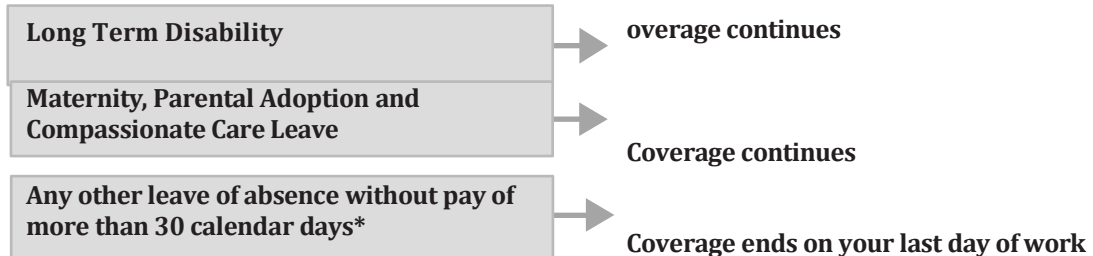 Long Term Disability
overage continues
Maternity, Parental Adoption and
Compassionate Care Leave
Coverage continues
Any other leave of absence without pay of
more than 30 calendar days*
Coverage ends on your last day of work